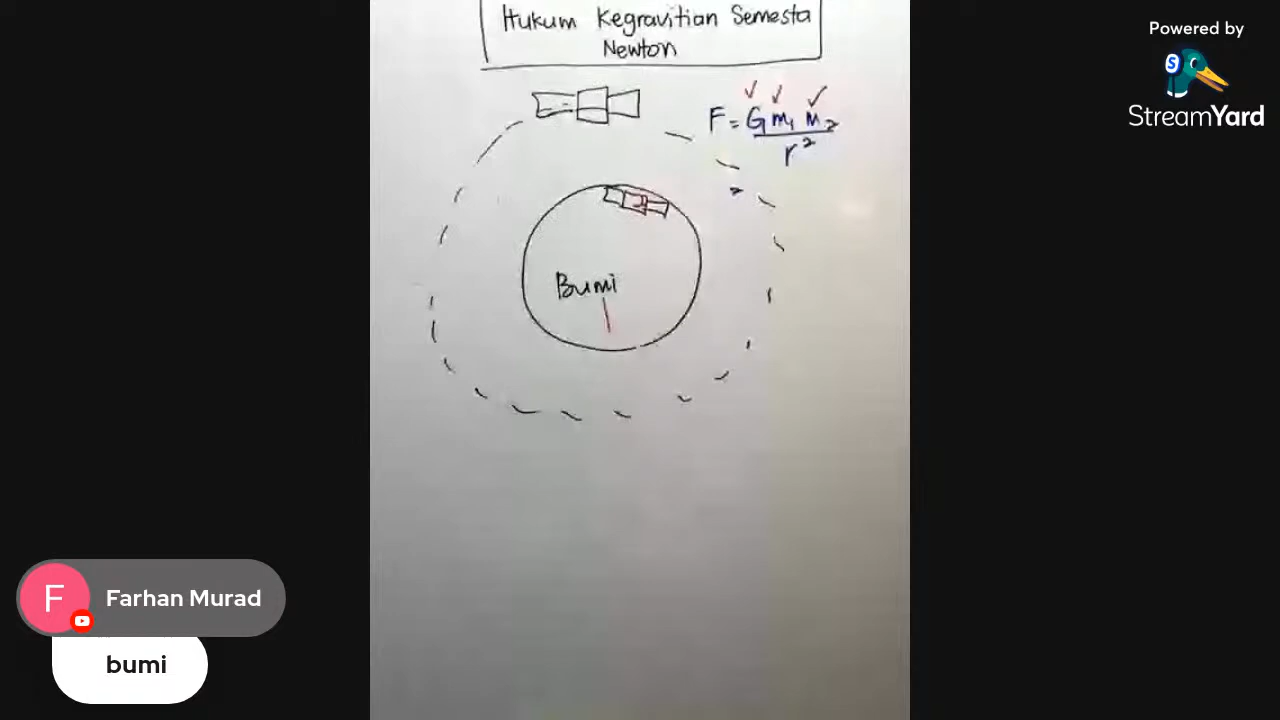 Hukum Kegravitian Semesta
Newton
F = G m₁ m₂
r²
Bumi
Powered by
StreamYard
F Farhan Murad
bumi